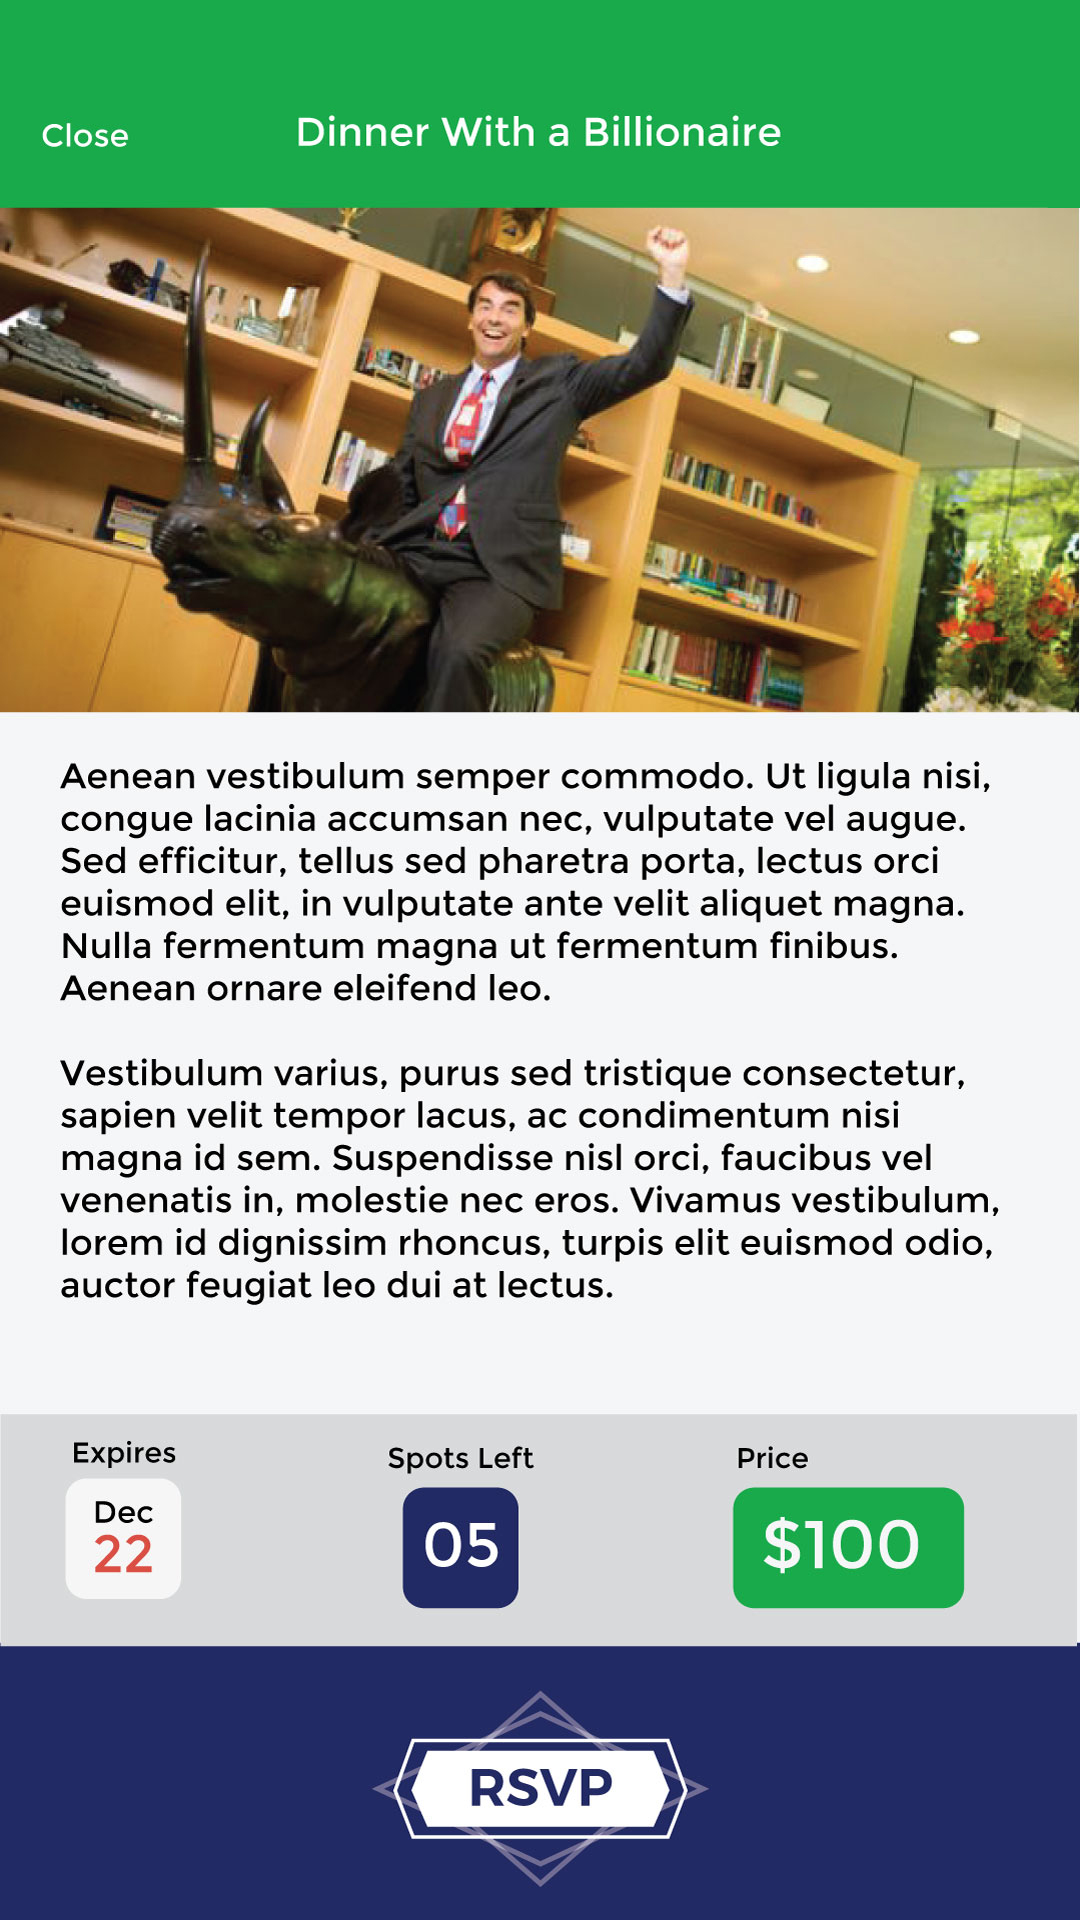 Close
Dinner With a Billionaire
Aenean vestibulum semper commodo. Ut ligula nisi,
congue lacinia accumsan nec, vulputate vel augue.
Sed efficitur, tellus sed pharetra porta, lectus orci
euismod elit, in vulputate ante velit aliquet magna.
Nulla fermentum magna ut fermentum finibus.
Aenean ornare eleifend leo.
Vestibulum varius, purus sed tristique consectetur,
sapien velit tempor lacus, ac condimentum nisi
magna id sem. Suspendisse nisl orci, faucibus vel
venenatis in, molestie nec eros. Vivamus vestibulum,
lorem id dignissim rhoncus, turpis elit euismod odio,
auctor feugiat leo dui at lectus.
Expires
Dec
22
Spots Left
05
Price
$100
RSVP